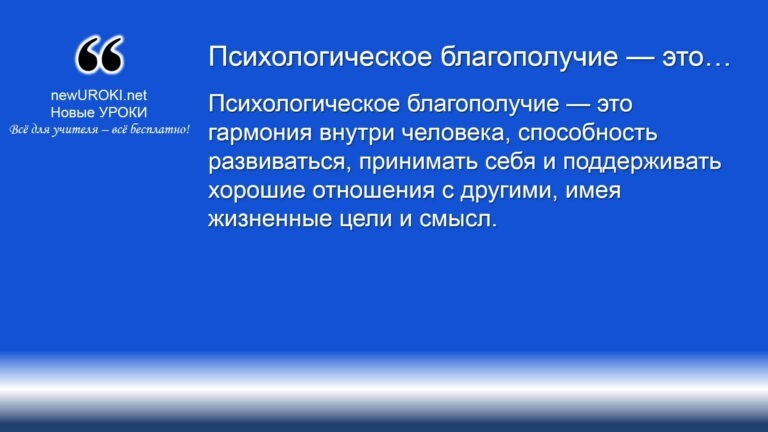 ❝
newUROKI.net
Новые УРОКИ
Всё для учителя – всё бесплатно!
Психологическое благополучие — это…
Психологическое благополучие — это
гармония внутри человека, способность
развиваться, принимать себя и поддерживать
хорошие отношения с другими, имея
жизненные цели и смысл.